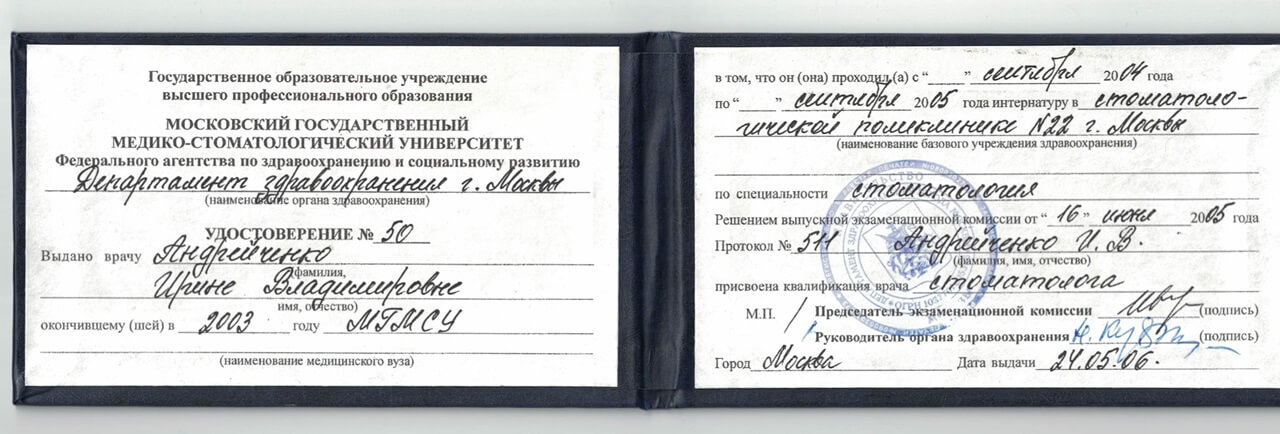 Государственное образовательное учреждение
высшего профессионального образования
МОСКОВСКИЙ ГОСУДАРСТВЕННЫЙ
МЕДИКО-СТОМАТОЛОГИЧЕСКИЙ УНИВЕРСИТЕТ
Федерального агентства по здравоохранению и социальному развитию
Департамент здравоохранения г. Москвы
(наименование органа здравоохранения)
УДОСТОВЕРЕНИЕ № 50
Выдано врачу Андрейченко
(фамилия,
Ирине Владимировне
имя, отчество)
окончившему (шей) в 2003 году МГМСУ
(наименование медицинского вуза)
в том, что он (она) проходил (а) с “ ” сентября 2004 года
по “ ” сентября 2005 года интернатуру в стоматоло-
гической поликлинике N22 г. Москвы
(наименование базового учреждения здравоохранения)
по специальности стоматология
Решением выпускной экзаменационной комиссии от “ 16 ” июня 2005 года
Протокол № 511 Андрейченко И. В.
(фамилия, имя, отчество)
присвоена квалификация врача стоматолога
М.П. Председатель экзаменационной комиссии (подпись)
Руководитель органа здравоохранения (подпись)
Город Москва Дата выдачи 24.05.06.